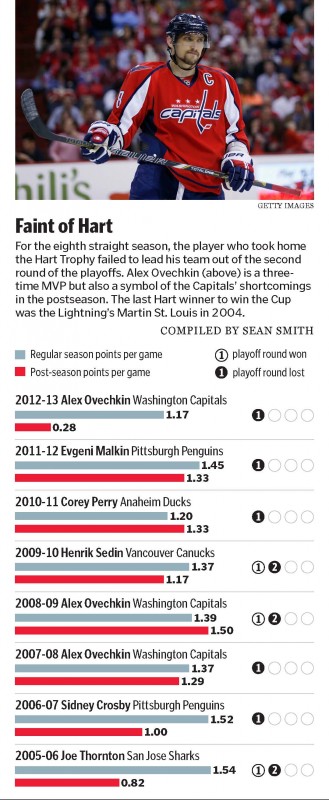 C
WASHINGTON
capitals
hili's
GETTY IMAGES
Faint of Hart
For the eighth straight season, the player who took home
the Hart Trophy failed to lead his team out of the second
round of the playoffs. Alex Ovechkin (above) is a three-
time MVP but also a symbol of the Capitals' shortcomings
in the postseason. The last Hart winner to win the Cup
was the Lightning's Martin St. Louis in 2004.
COMPILED BY SEAN SMITH
Regular season points per game 1 playoff round won
Post-season points per game 1 playoff round lost
2012-13 Alex Ovechkin Washington Capitals
1.17 1
0.28
2011-12 Evgeni Malkin Pittsburgh Penguins
1.45 1
1.33
2010-11 Corey Perry Anaheim Ducks
1.20 1
1.33
2009-10 Henrik Sedin Vancouver Canucks
1.37 1 2
1.17
2008-09 Alex Ovechkin Washington Capitals
1.39 1 2
1.50
2007-08 Alex Ovechkin Washington Capitals
1.37 1
1.29
2006-07 Sidney Crosby Pittsburgh Penguins
1.52 1
1.00
2005-06 Joe Thornton San Jose Sharks
1.54 1 2
0.82